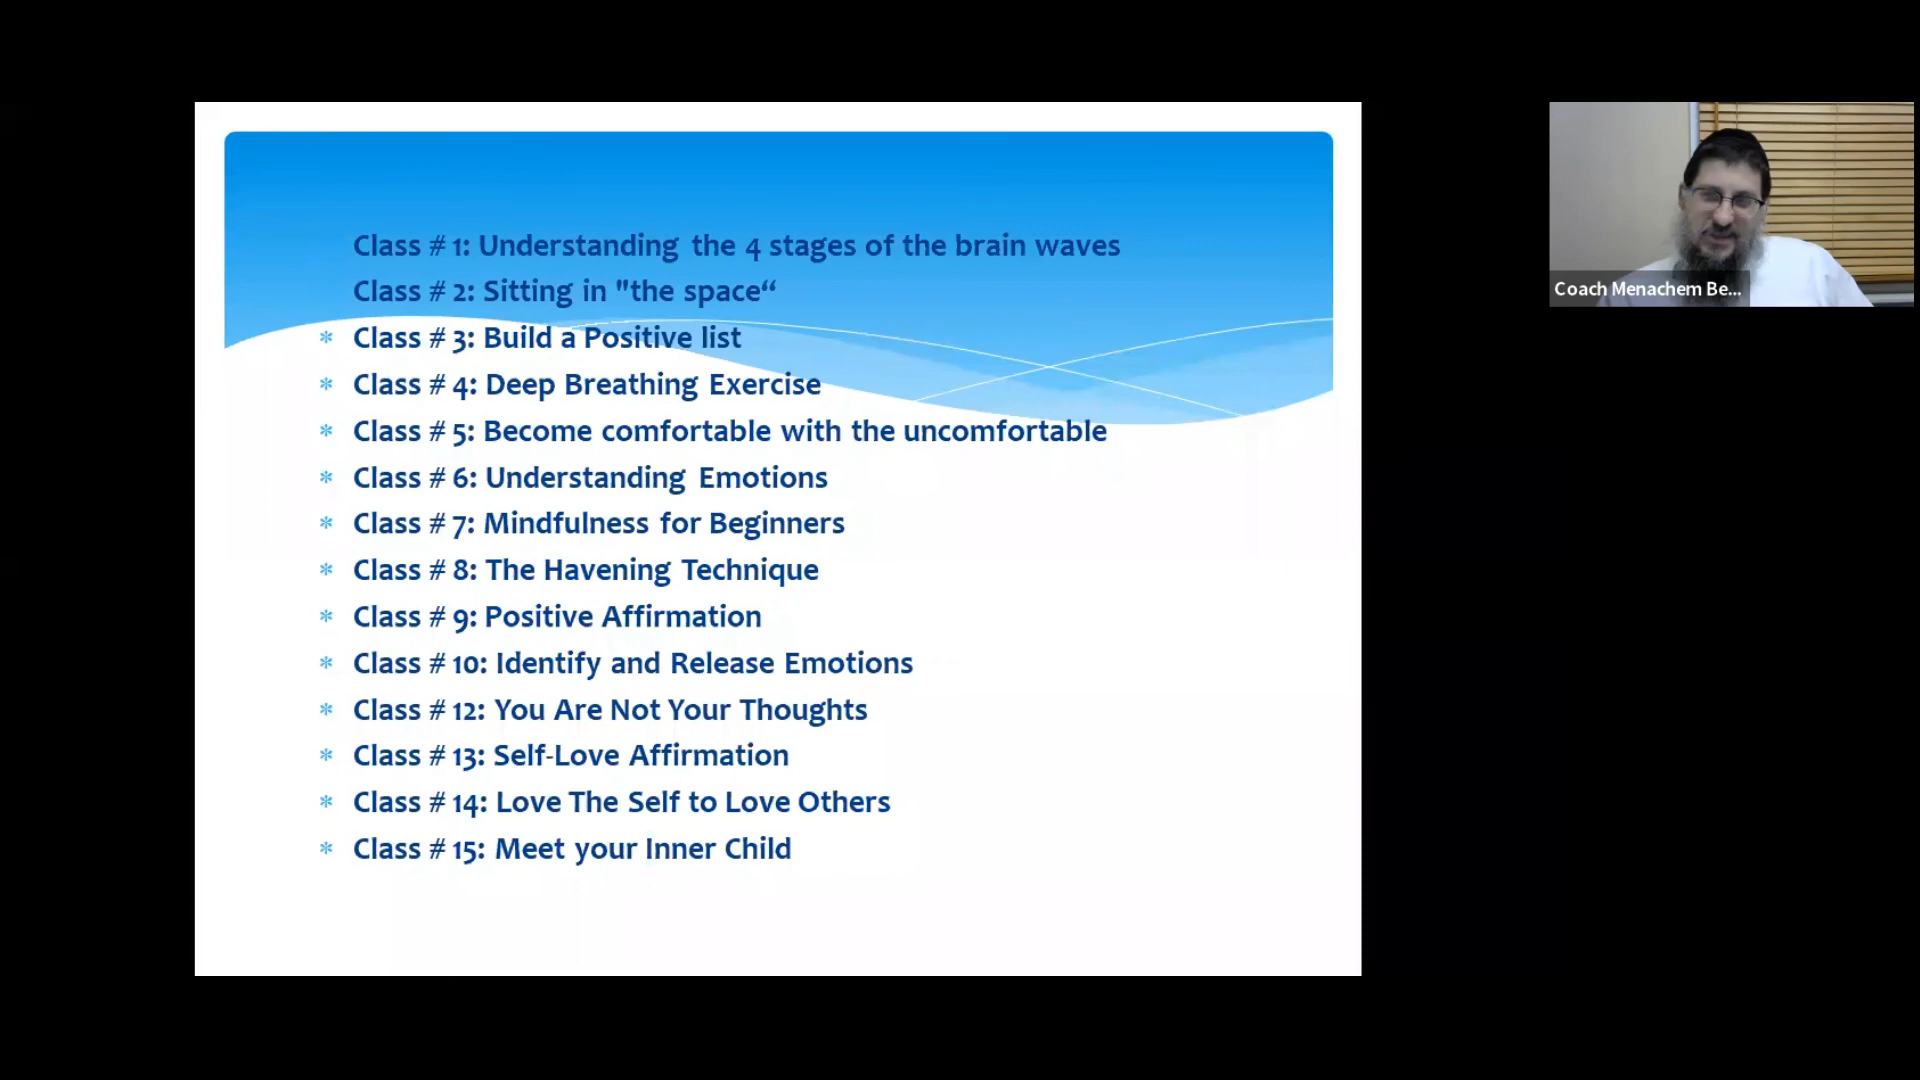 Class # 1: Understanding the 4 stages of the brain waves
Class # 2: Sitting in "the space“
* Class # 3: Build a Positive list
* Class # 4: Deep Breathing Exercise
* Class # 5: Become comfortable with the uncomfortable
* Class # 6: Understanding Emotions
* Class # 7: Mindfulness for Beginners
* Class # 8: The Havening Technique
* Class # 9: Positive Affirmation
* Class # 10: Identify and Release Emotions
* Class # 12: You Are Not Your Thoughts
* Class # 13: Self-Love Affirmation
* Class # 14: Love The Self to Love Others
* Class # 15: Meet your Inner Child
Coach Menachem Be...